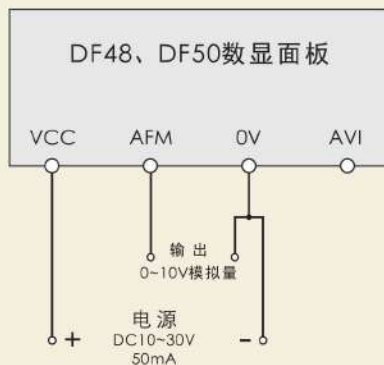 DF48、DF50数显面板
VCC AFM 0V AVI
输出
0~10V模拟量
电源
+ DC10~30V -
50mA